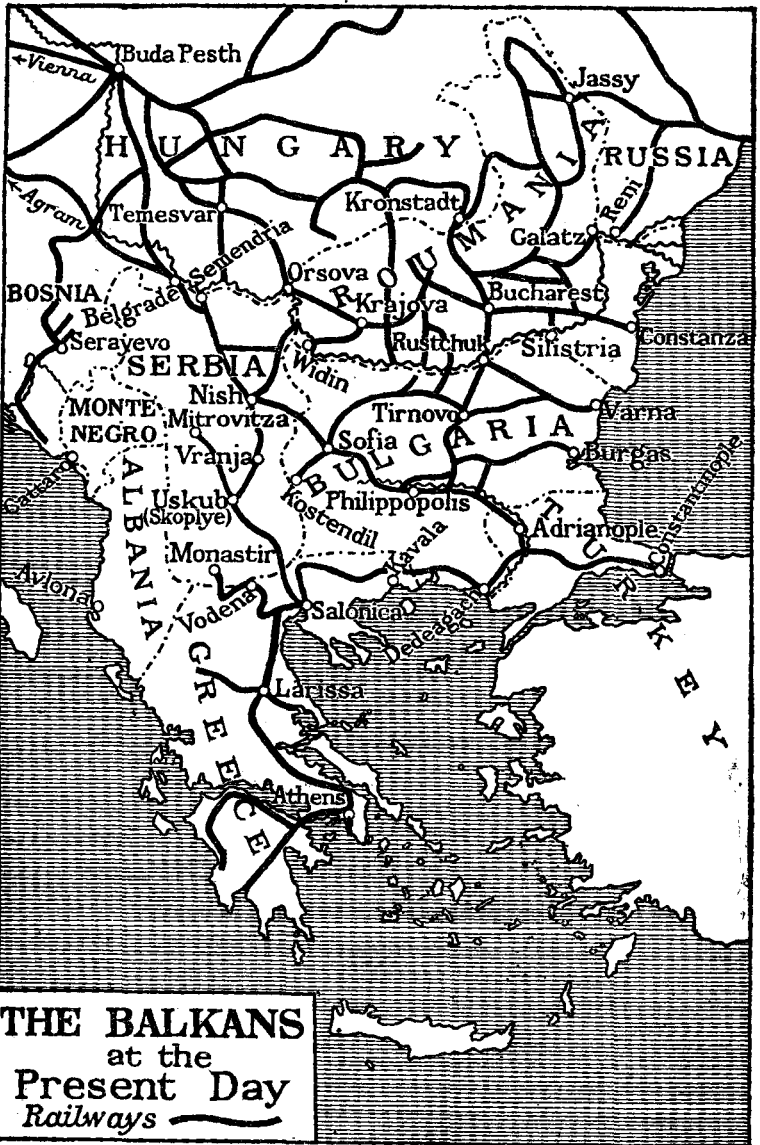 Buda Pesth
←Vienna
Jassy
HUNGARY
RUSSIA
←Agram
Temesvar
Kronstadt
ROUMANIA
Galatz
Reni
Semendria
Orsova
BOSNIA
Belgrade
Krajova
Bucharest
Serayevo
Rustchuk
Silistria
Constanza
SERBIA
Widin
Nish
MONTE
NEGRO
Mitrovitza
Tirnovo
Varna
Sofia
BULGARIA
Vranja
Burgas
Cattaro
ALBANIA
Uskub
(Skoplye)
Kostendil
Philippopolis
Adrianople
Constantinople
TURKEY
Monastir
Kavala
Avlona
Vodena
Salonica
Dedeagach
GREECE
Larissa
Athens
THE BALKANS
at the
Present Day
Railways